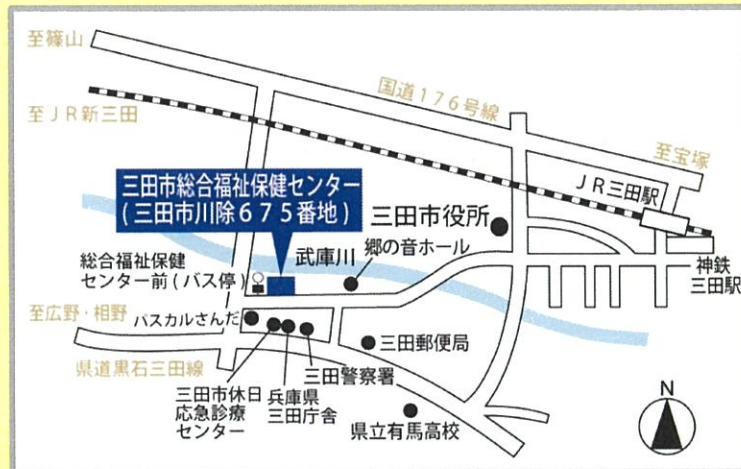 至篠山
国道176号線
至JR新三田
至宝塚
JR三田駅
三田市総合福祉保健センター
(三田市川除675番地)
三田市役所
武庫川
郷の音ホール
総合福祉保健
センター前(バス停)
神鉄
三田駅
至広野・相野
パスカルさんだ
三田郵便局
県道黒石三田線
三田警察署
三田市休日
応急診療
センター
兵庫県
三田庁舎
県立有馬高校
N